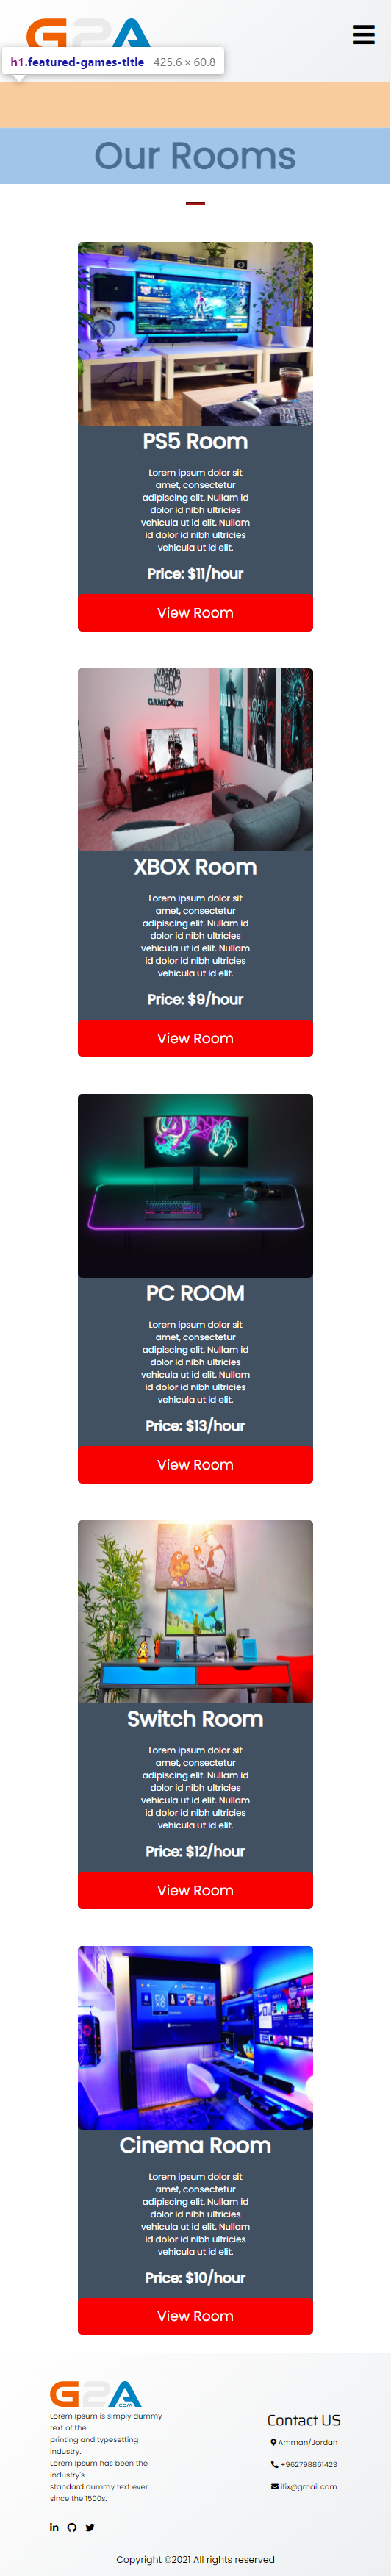 G2A
h1.featured-games-title 425.6 × 60.8
Our Rooms
PS5 Room
Lorem ipsum dolor sit
amet, consectetur
adipiscing elit. Nullam id
dolor id nibh ultricies
vehicula ut id elit. Nullam
id dolor id nibh ultricies
vehicula ut id elit.
Price: $11/hour
View Room
GAME ON
JOHN
WICK 2
XBOX Room
Lorem ipsum dolor sit
amet, consectetur
adipiscing elit. Nullam id
dolor id nibh ultricies
vehicula ut id elit. Nullam
id dolor id nibh ultricies
vehicula ut id elit.
Price: $9/hour
View Room
PC ROOM
Lorem ipsum dolor sit
amet, consectetur
adipiscing elit. Nullam id
dolor id nibh ultricies
vehicula ut id elit. Nullam
id dolor id nibh ultricies
vehicula ut id elit.
Price: $13/hour
View Room
Switch Room
Lorem ipsum dolor sit
amet, consectetur
adipiscing elit. Nullam id
dolor id nibh ultricies
vehicula ut id elit. Nullam
id dolor id nibh ultricies
vehicula ut id elit.
Price: $12/hour
View Room
Cinema Room
Lorem ipsum dolor sit
amet, consectetur
adipiscing elit. Nullam id
dolor id nibh ultricies
vehicula ut id elit. Nullam
id dolor id nibh ultricies
vehicula ut id elit.
Price: $10/hour
View Room
G2A.com
Lorem Ipsum is simply dummy
text of the
printing and typesetting
industry.
Lorem Ipsum has been the
industry's
standard dummy text ever
since the 1500s.
Contact US
Amman/Jordan
+962798861423
ifix@gmail.com
Copyright ©2021 All rights reserved